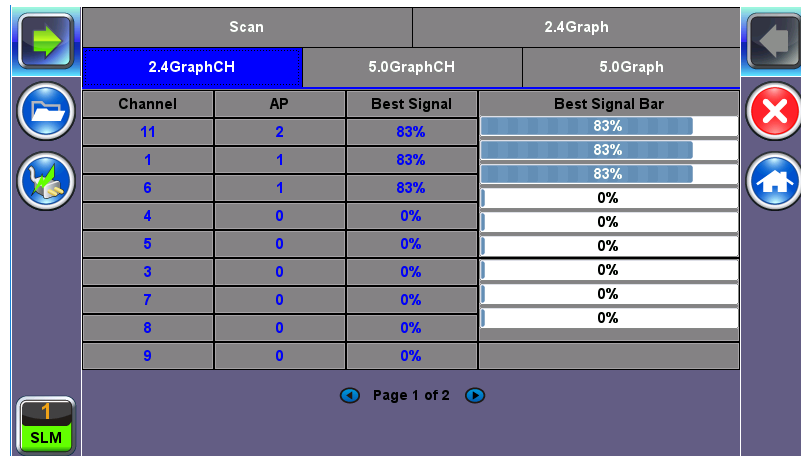 Scan 2.4Graph
2.4GraphCH 5.0GraphCH 5.0Graph
Channel AP Best Signal Best Signal Bar
11 2 83% 83%
1 1 83% 83%
6 1 83% 83%
4 0 0% 0%
5 0 0% 0%
3 0 0% 0%
7 0 0% 0%
8 0 0% 0%
9 0 0% 0%
Page 1 of 2
1
SLM